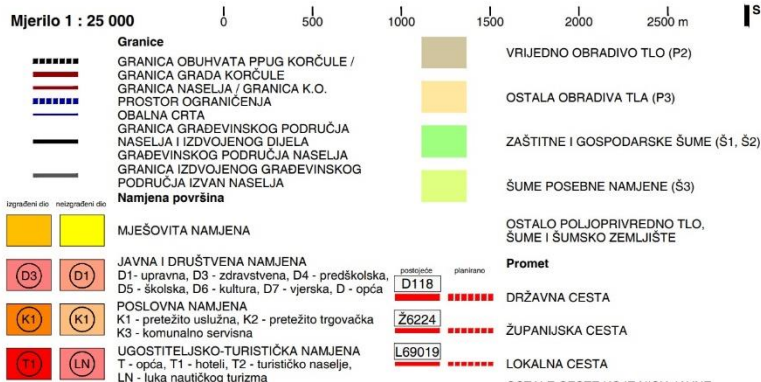 Mjerilo 1 : 25 000
0 500 1000 1500 2000 2500 m
S
Granice
GRANICA OBUHVATA PPUG KORČULE /
GRANICA GRADA KORČULE
GRANICA NASELJA / GRANICA K.O.
PROSTOR OGRANIČENJA
OBALNA CRTA
GRANICA GRAĐEVINSKOG PODRUČJA
NASELJA I IZDVOJENOG DIJELA
GRAĐEVINSKOG PODRUČJA NASELJA
GRANICA IZDVOJENOG GRAĐEVINSKOG
PODRUČJA IZVAN NASELJA
Namjena površina
izgrađeni dio neizgrađeni dio
MJEŠOVITA NAMJENA
D3 D1
JAVNA I DRUŠTVENA NAMJENA
D1- upravna, D3 - zdravstvena, D4 - predškolska,
D5 - školska, D6 - kultura, D7 - vjerska, D - opća
K1 K1
POSLOVNA NAMJENA
K1 - pretežito uslužna, K2 - pretežito trgovačka
K3 - komunalno servisna
T1 LN
UGOSTITELJSKO-TURISTIČKA NAMJENA
T - opća, T1 - hoteli, T2 - turističko naselje,
LN - luka nautičkog turizma
VRIJEDNO OBRADIVO TLO (P2)
OSTALA OBRADIVA TLA (P3)
ZAŠTITNE I GOSPODARSKE ŠUME (Š1, Š2)
ŠUME POSEBNE NAMJENE (Š3)
OSTALO POLJOPRIVREDNO TLO,
ŠUME I ŠUMSKO ZEMLJIŠTE
Promet
postojeće planirano
D118
DRŽAVNA CESTA
Ž6224
ŽUPANIJSKA CESTA
L69019
LOKALNA CESTA